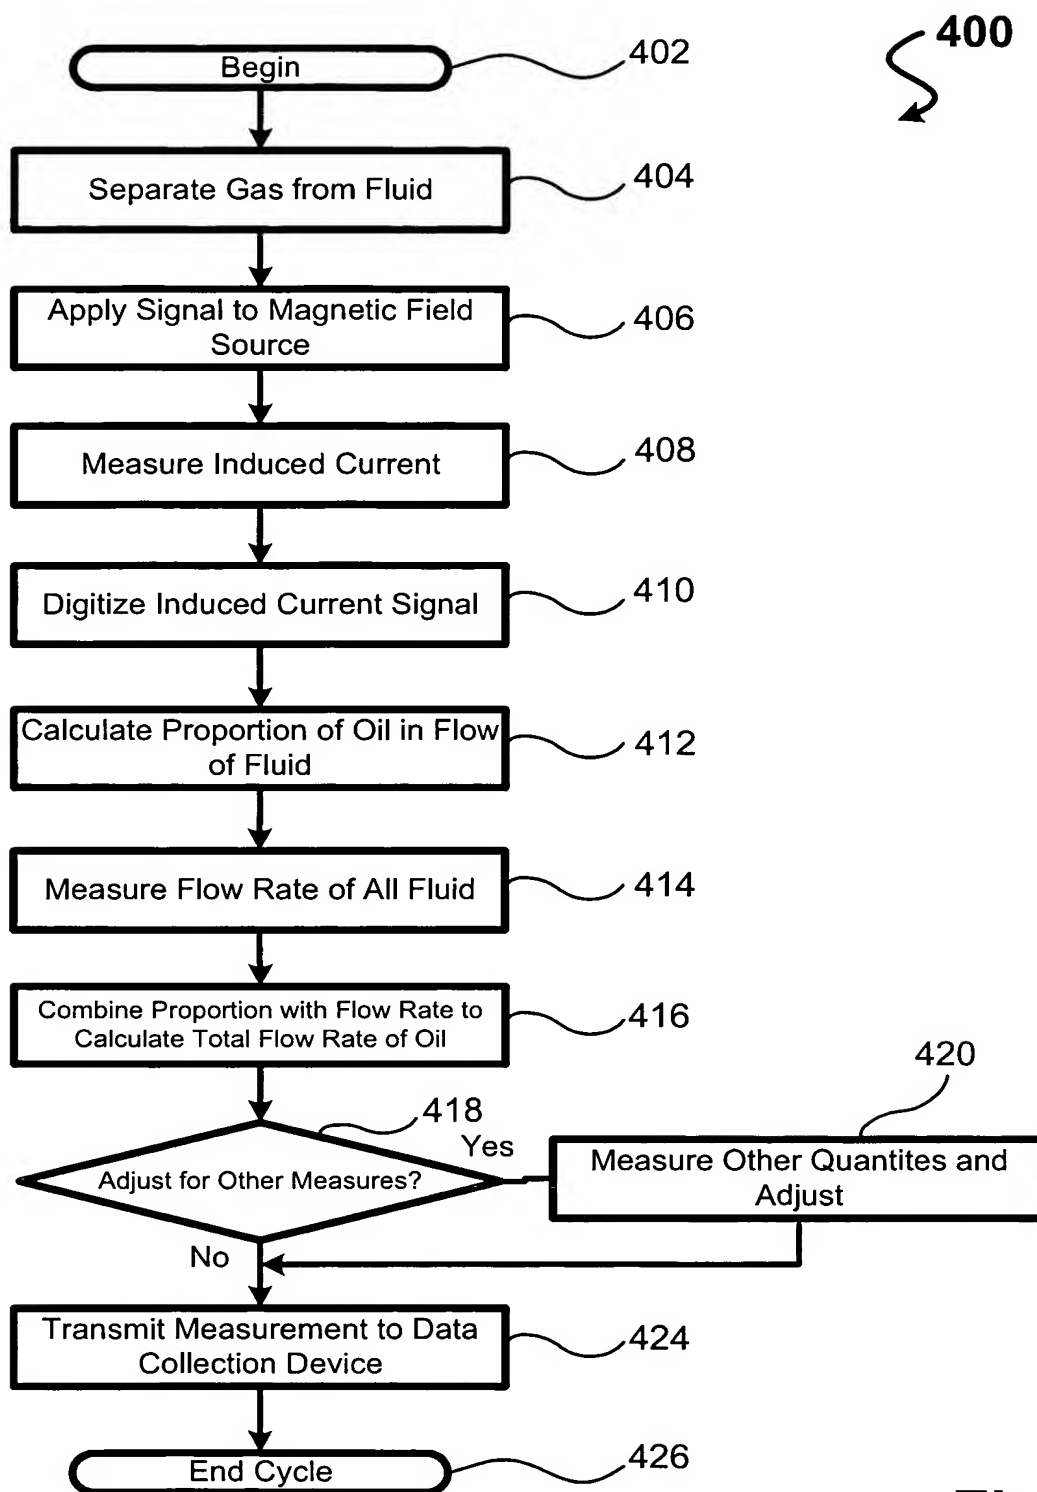 400
Begin
402
Separate Gas from Fluid
404
Apply Signal to Magnetic Field
Source
406
Measure Induced Current
408
Digitize Induced Current Signal
410
Calculate Proportion of Oil in Flow
of Fluid
412
Measure Flow Rate of All Fluid
414
Combine Proportion with Flow Rate to
Calculate Total Flow Rate of Oil
416
Adjust for Other Measures?
418
Yes
420
Measure Other Quantites and
Adjust
No
Transmit Measurement to Data
Collection Device
424
End Cycle
426